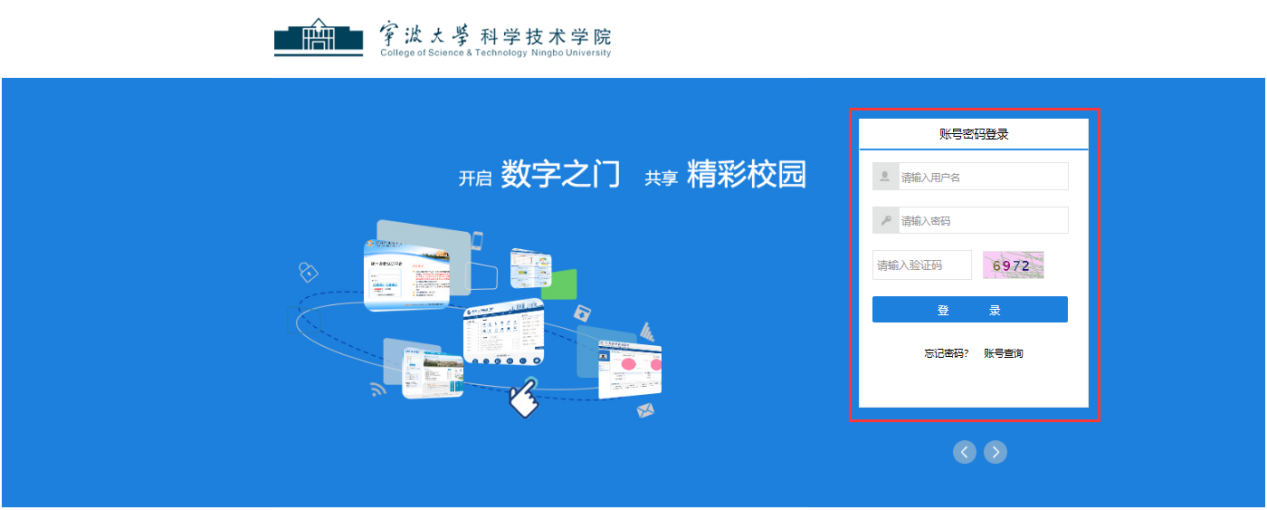 寧波大學 科学技术学院
College of Science & Technology Ningbo University
账号密码登录
开启 数字之门 共享 精彩校园
请输入用户名
请输入密码
请输入验证码 6972
登 录
忘记密码? 账号查询